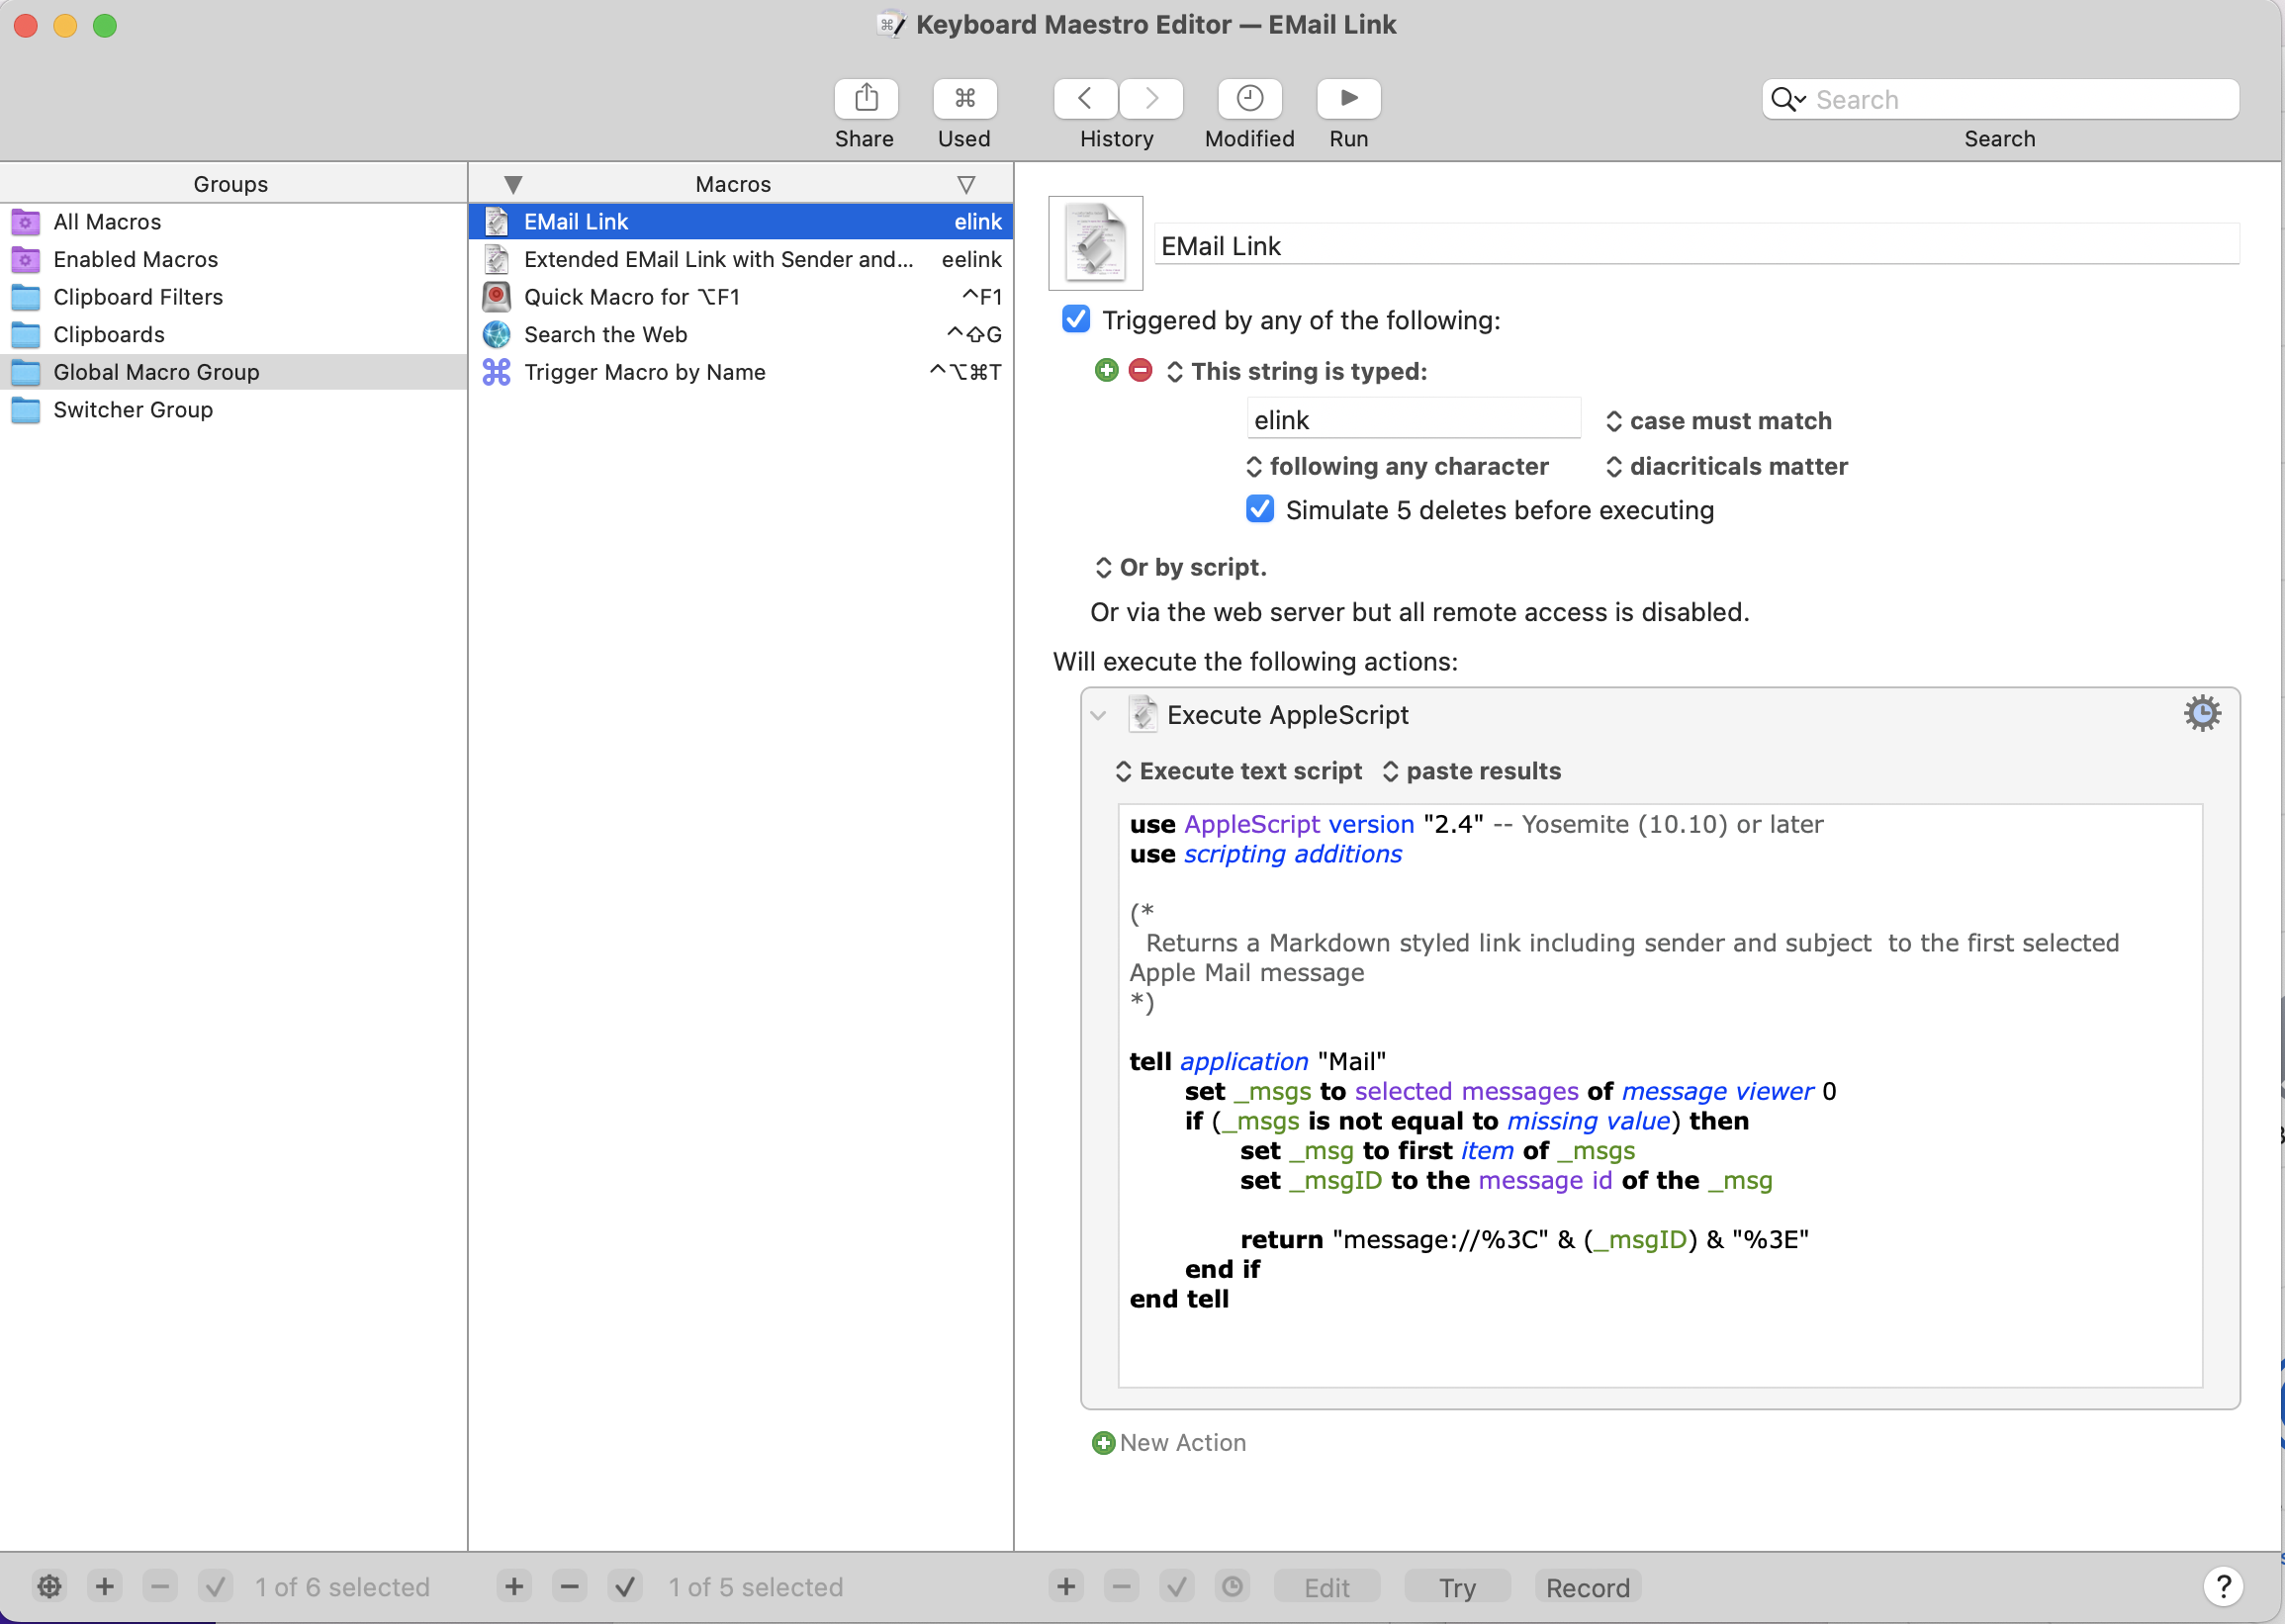 Keyboard Maestro Editor — EMail Link
Share
Used
History
Modified
Run
Search
Search
Groups
All Macros
Enabled Macros
Clipboard Filters
Clipboards
Global Macro Group
Switcher Group
Macros
EMail Link elink
Extended EMail Link with Sender and... eelink
Quick Macro for ⌥F1 ^F1
Search the Web ^⇧G
Trigger Macro by Name ^⌥⌘T
EMail Link
Triggered by any of the following:
This string is typed:
elink case must match
following any character diacriticals matter
Simulate 5 deletes before executing
Or by script.
Or via the web server but all remote access is disabled.
Will execute the following actions:
Execute AppleScript
Execute text script paste results
use AppleScript version "2.4" -- Yosemite (10.10) or later
use scripting additions
(*
Returns a Markdown styled link including sender and subject  to the first selected
Apple Mail message
*)
tell application "Mail"
set _msgs to selected messages of message viewer 0
if (_msgs is not equal to missing value) then
set _msg to first item of _msgs
set _msgID to the message id of the _msg
return "message://%3C" & (_msgID) & "%3E"
end if
end tell
New Action
1 of 6 selected
1 of 5 selected
Edit
Try
Record
?